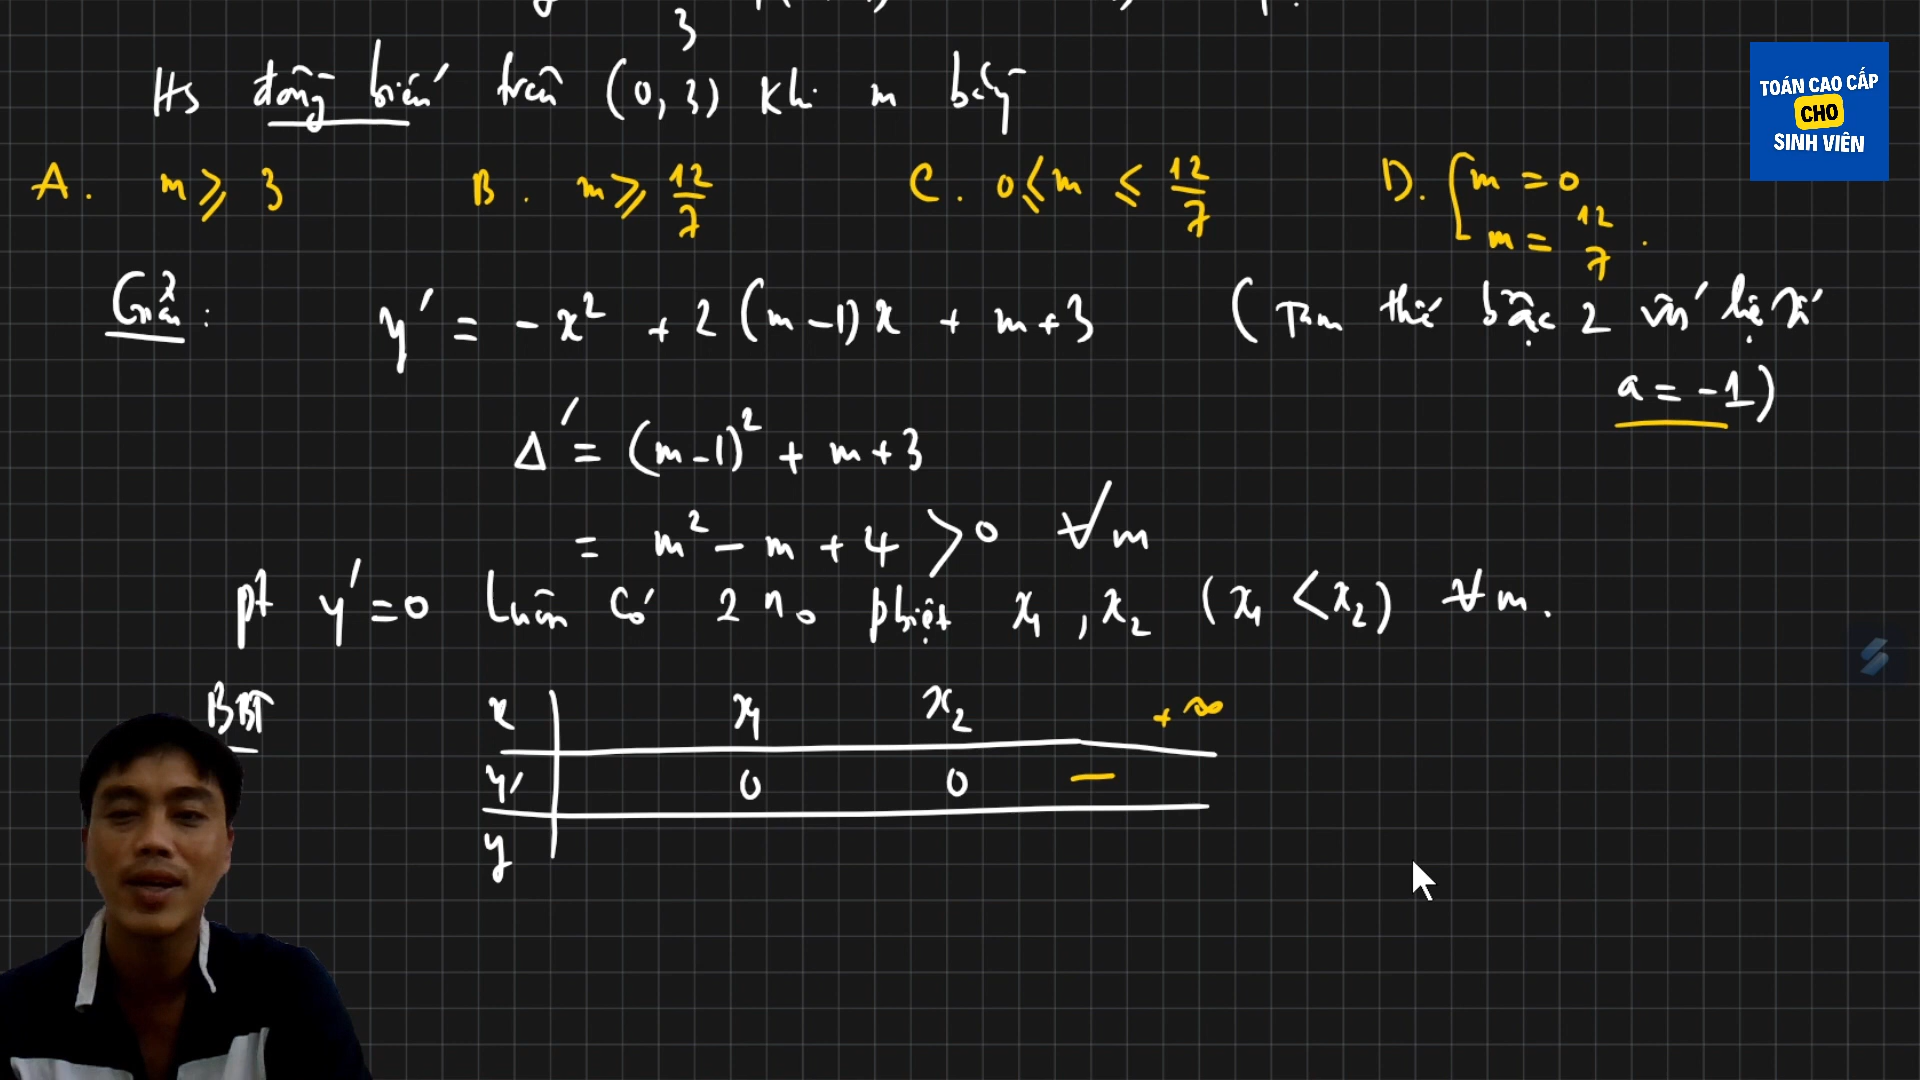 3
Hs đồng biến trên (0, 3) khi m bằng
A. m ⩾ 3 B. m ⩾ 12/7 C. 0 ⩽ m ⩽ 12/7 D. [m = 0 m = 12/7.
Giải: y' = -x² + 2(m-1)x + m+3 (Tam thức bậc 2 với hệ số
a = -1)
Δ' = (m-1)² + m+3
= m² - m + 4 > 0 ∀m
pt y'=0 luôn có 2 no phbiệt x₁, x₂ (x₁ < x₂) ∀m.
BBT x x₁ x₂ +∞
y' 0 0 −
y
TOÁN CAO CẤP
CHO
SINH VIÊN